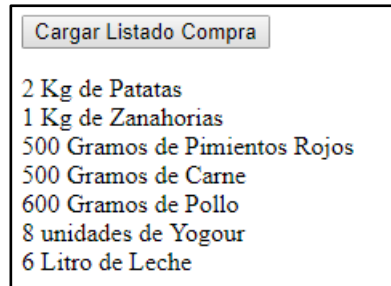 Cargar Listado Compra
2 Kg de Patatas
1 Kg de Zanahorias
500 Gramos de Pimientos Rojos
500 Gramos de Carne
600 Gramos de Pollo
8 unidades de Yogour
6 Litro de Leche